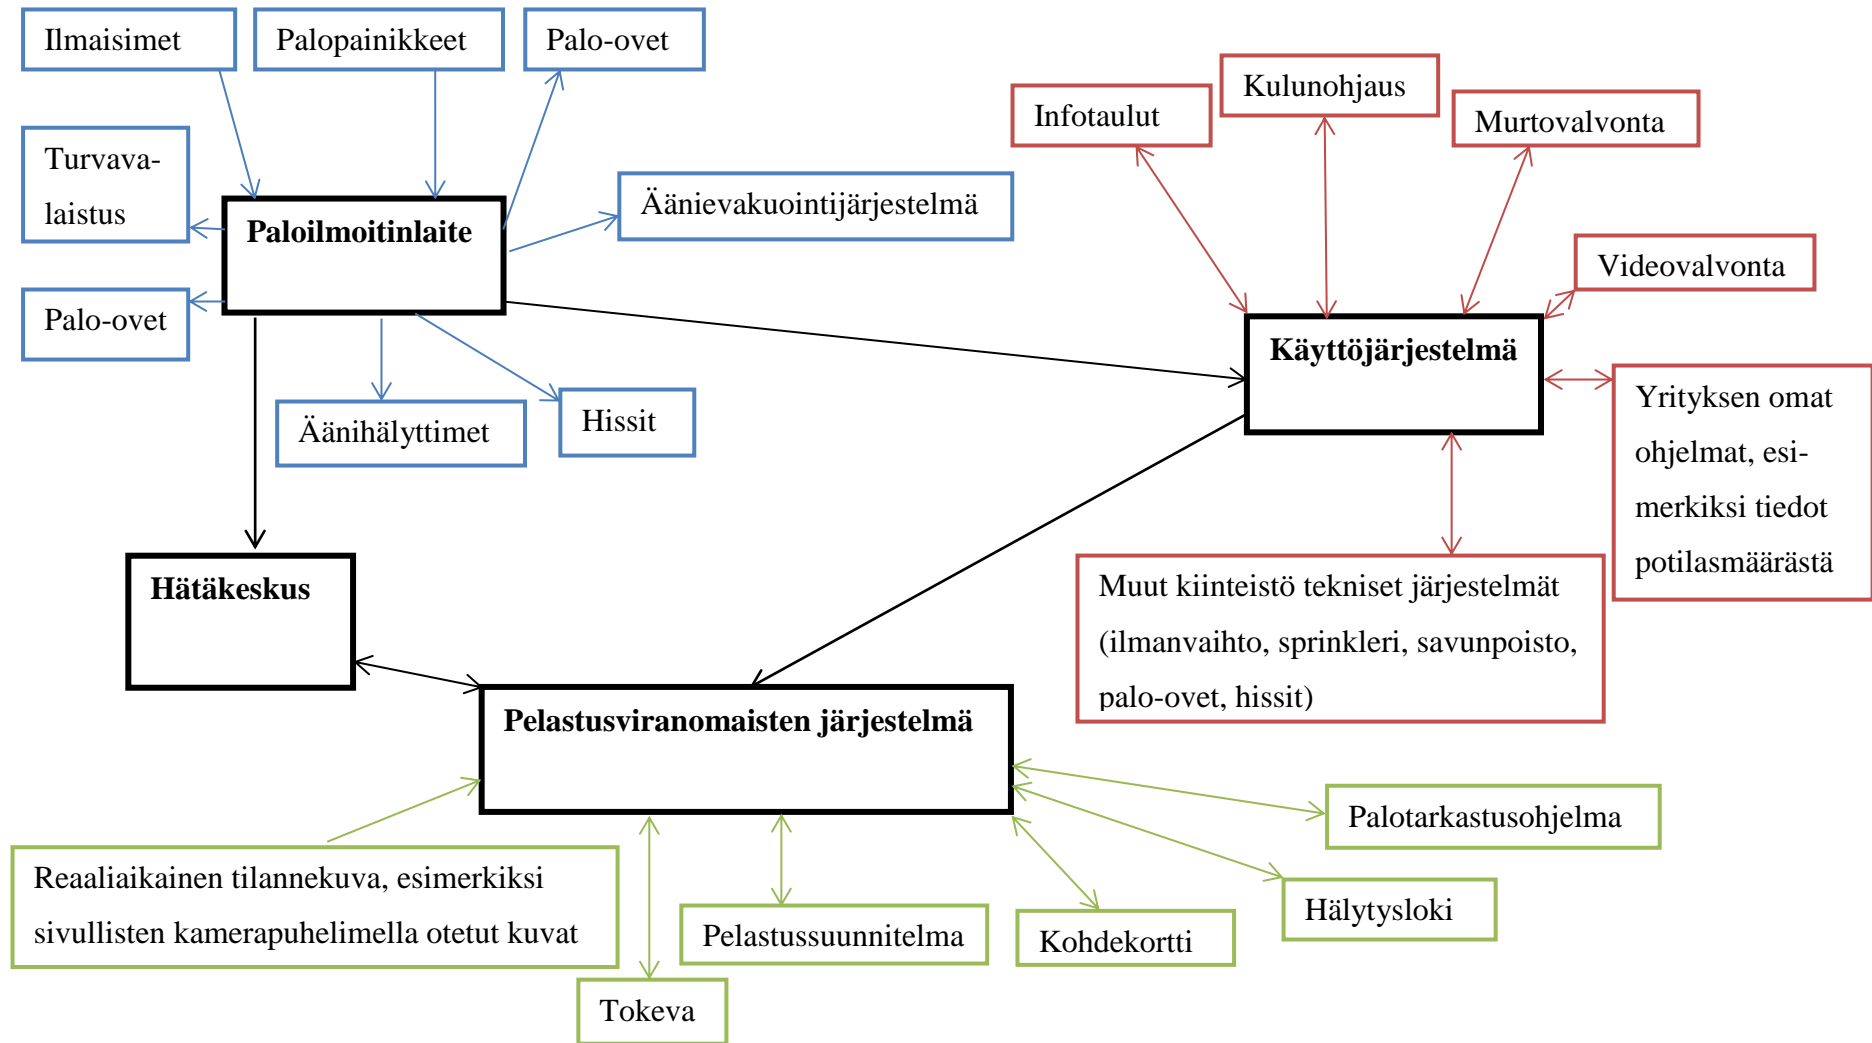 Ilmaisimet
Palopainikkeet
Palo-ovet
Turvava-
laistus
Paloilmoitinlaite
Äänievakuointijärjestelmä
Palo-ovet
Äänihälyttimet
Hissit
Infotaulut
Kulunohjaus
Murtovalvonta
Videovalvonta
Käyttöjärjestelmä
Yrityksen omat
ohjelmat, esi-
merkiksi tiedot
potilasmäärästä
Muut kiinteistö tekniset järjestelmät
(ilmanvaihto, sprinkleri, savunpoisto,
palo-ovet, hissit)
Hätäkeskus
Pelastusviranomaisten järjestelmä
Reaaliaikainen tilannekuva, esimerkiksi
sivullisten kamerapuhelimella otetut kuvat
Tokeva
Pelastussuunnitelma
Kohdekortti
Hälytysloki
Palotarkastusohjelma